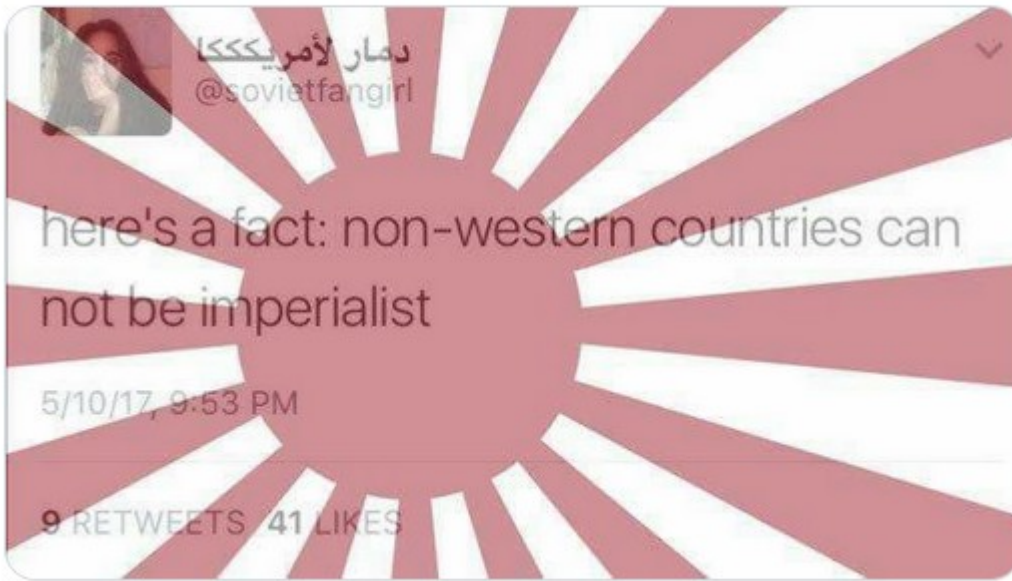 دمار لأمريكككا
@sovietfangirl
here's a fact: non-western countries can
not be imperialist
5/10/17, 9:53 PM
9 RETWEETS 41 LIKES